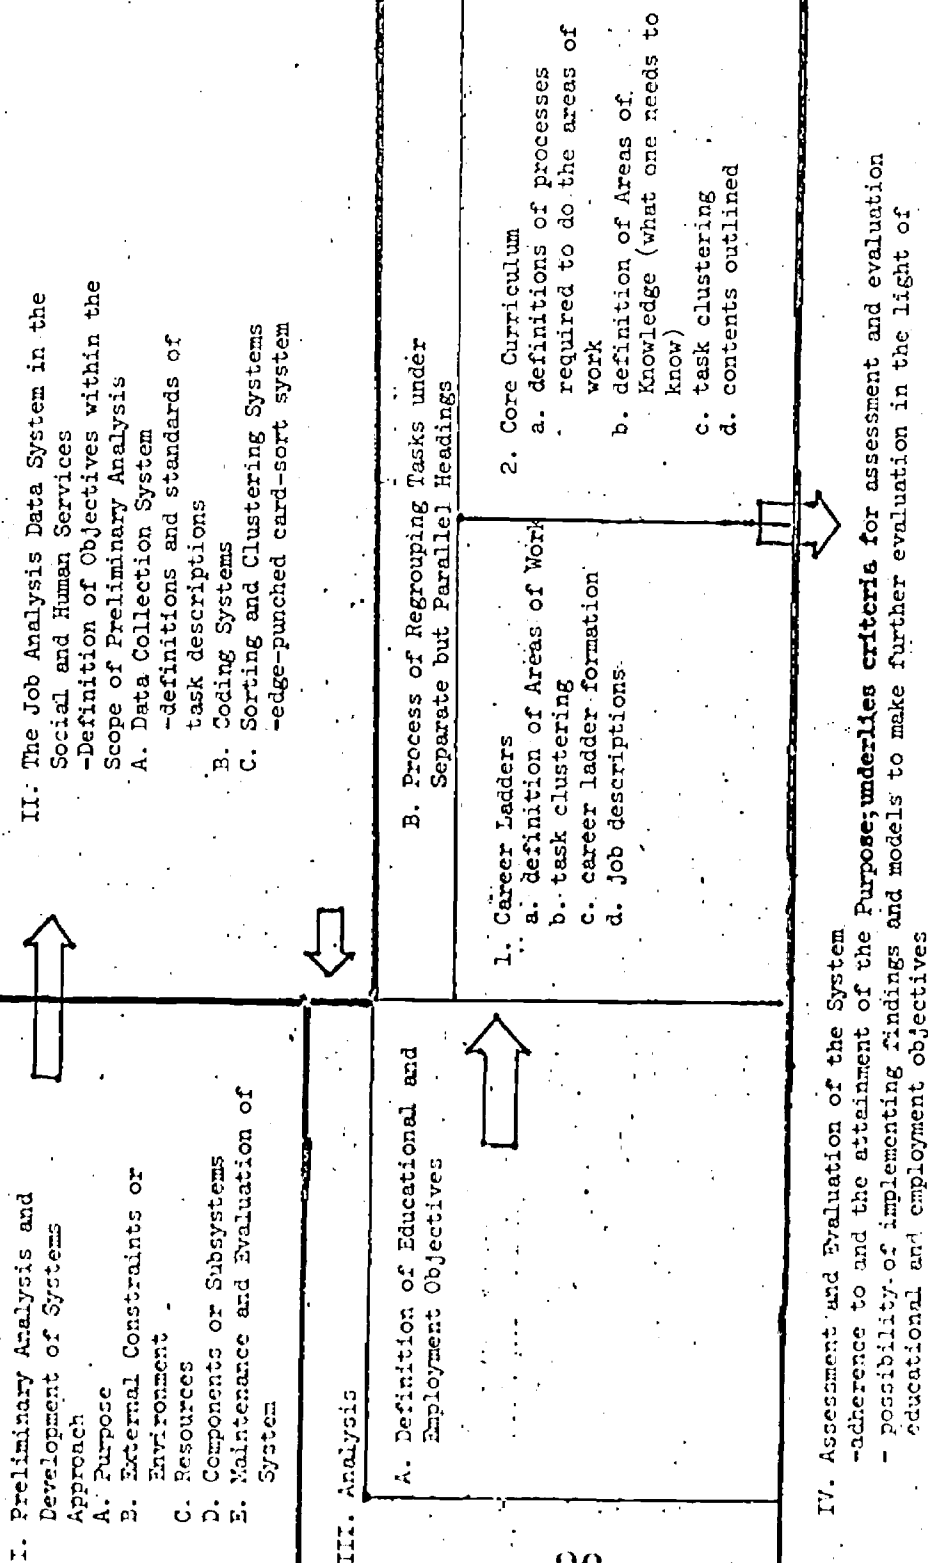 I. Preliminary Analysis and
Development of Systems
Approach
A. Purpose
B. External Constraints or
Environment
C. Resources
D. Components or Subsystems
E. Maintenance and Evaluation of
System
II. The Job Analysis Data System in the
Social and Human Services
-Definition of Objectives within the
Scope of Preliminary Analysis
A. Data Collection System
-definitions and standards of
task descriptions
B. Coding Systems
C. Sorting and Clustering Systems
-edge-punched card-sort system
III. Analysis
A. Definition of Educational and
Employment Objectives
B. Process of Regrouping Tasks under
Separate but Parallel Headings
1. Career Ladders
a. definition of Areas of Work
b. task clustering
c. career ladder formation
d. job descriptions
2. Core Curriculum
a. definitions of processes
required to do the areas of
work
b. definition of Areas of
Knowledge (what one needs to
know)
c. task clustering
d. contents outlined
IV. Assessment and Evaluation of the System
-adherence to and the attainment of the Purpose; underlies criteria for assessment and evaluation
- possibility of implementing findings and models to make further evaluation in the light of
educational and employment objectives